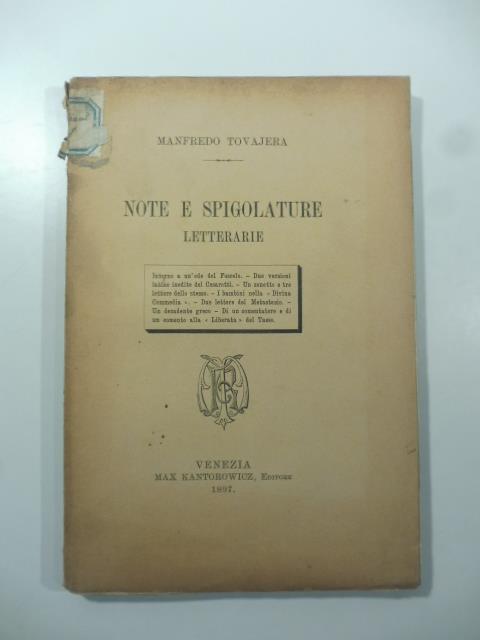 MANFREDO TOVAJERA
NOTE E SPIGOLATURE
LETTERARIE
Intorno a un'ode del Foscolo. - Due versioni
latine inedite del Cesarotti. - Un sonetto e tre
lettere dello stesso. - I bambini nella « Divina
Commedia ». - Due lettere del Metastasio. -
Un decadente greco - Di un comentatore e di
un comento alla « Liberata » del Tasso.
VENEZIA
MAX KANTOROWICZ, EDITORE
1897.